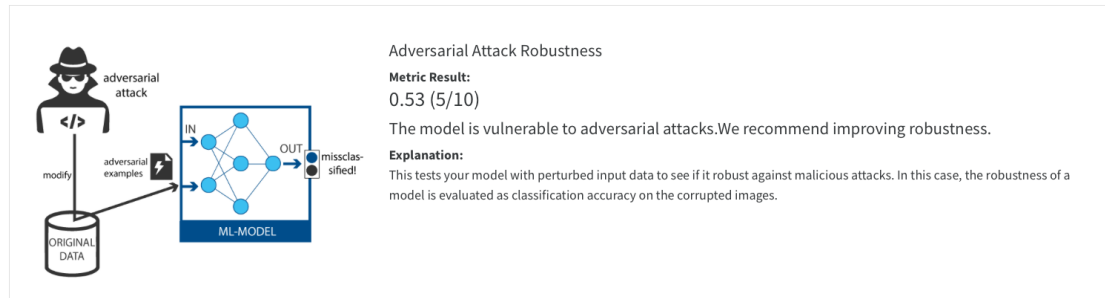 adversarial
attack
</>
modify
adversarial
examples
IN
OUT
missclas-
sified!
ML-MODEL
ORIGINAL
DATA
Adversarial Attack Robustness
Metric Result:
0.53 (5/10)
The model is vulnerable to adversarial attacks.We recommend improving robustness.
Explanation:
This tests your model with perturbed input data to see if it robust against malicious attacks. In this case, the robustness of a
model is evaluated as classification accuracy on the corrupted images.